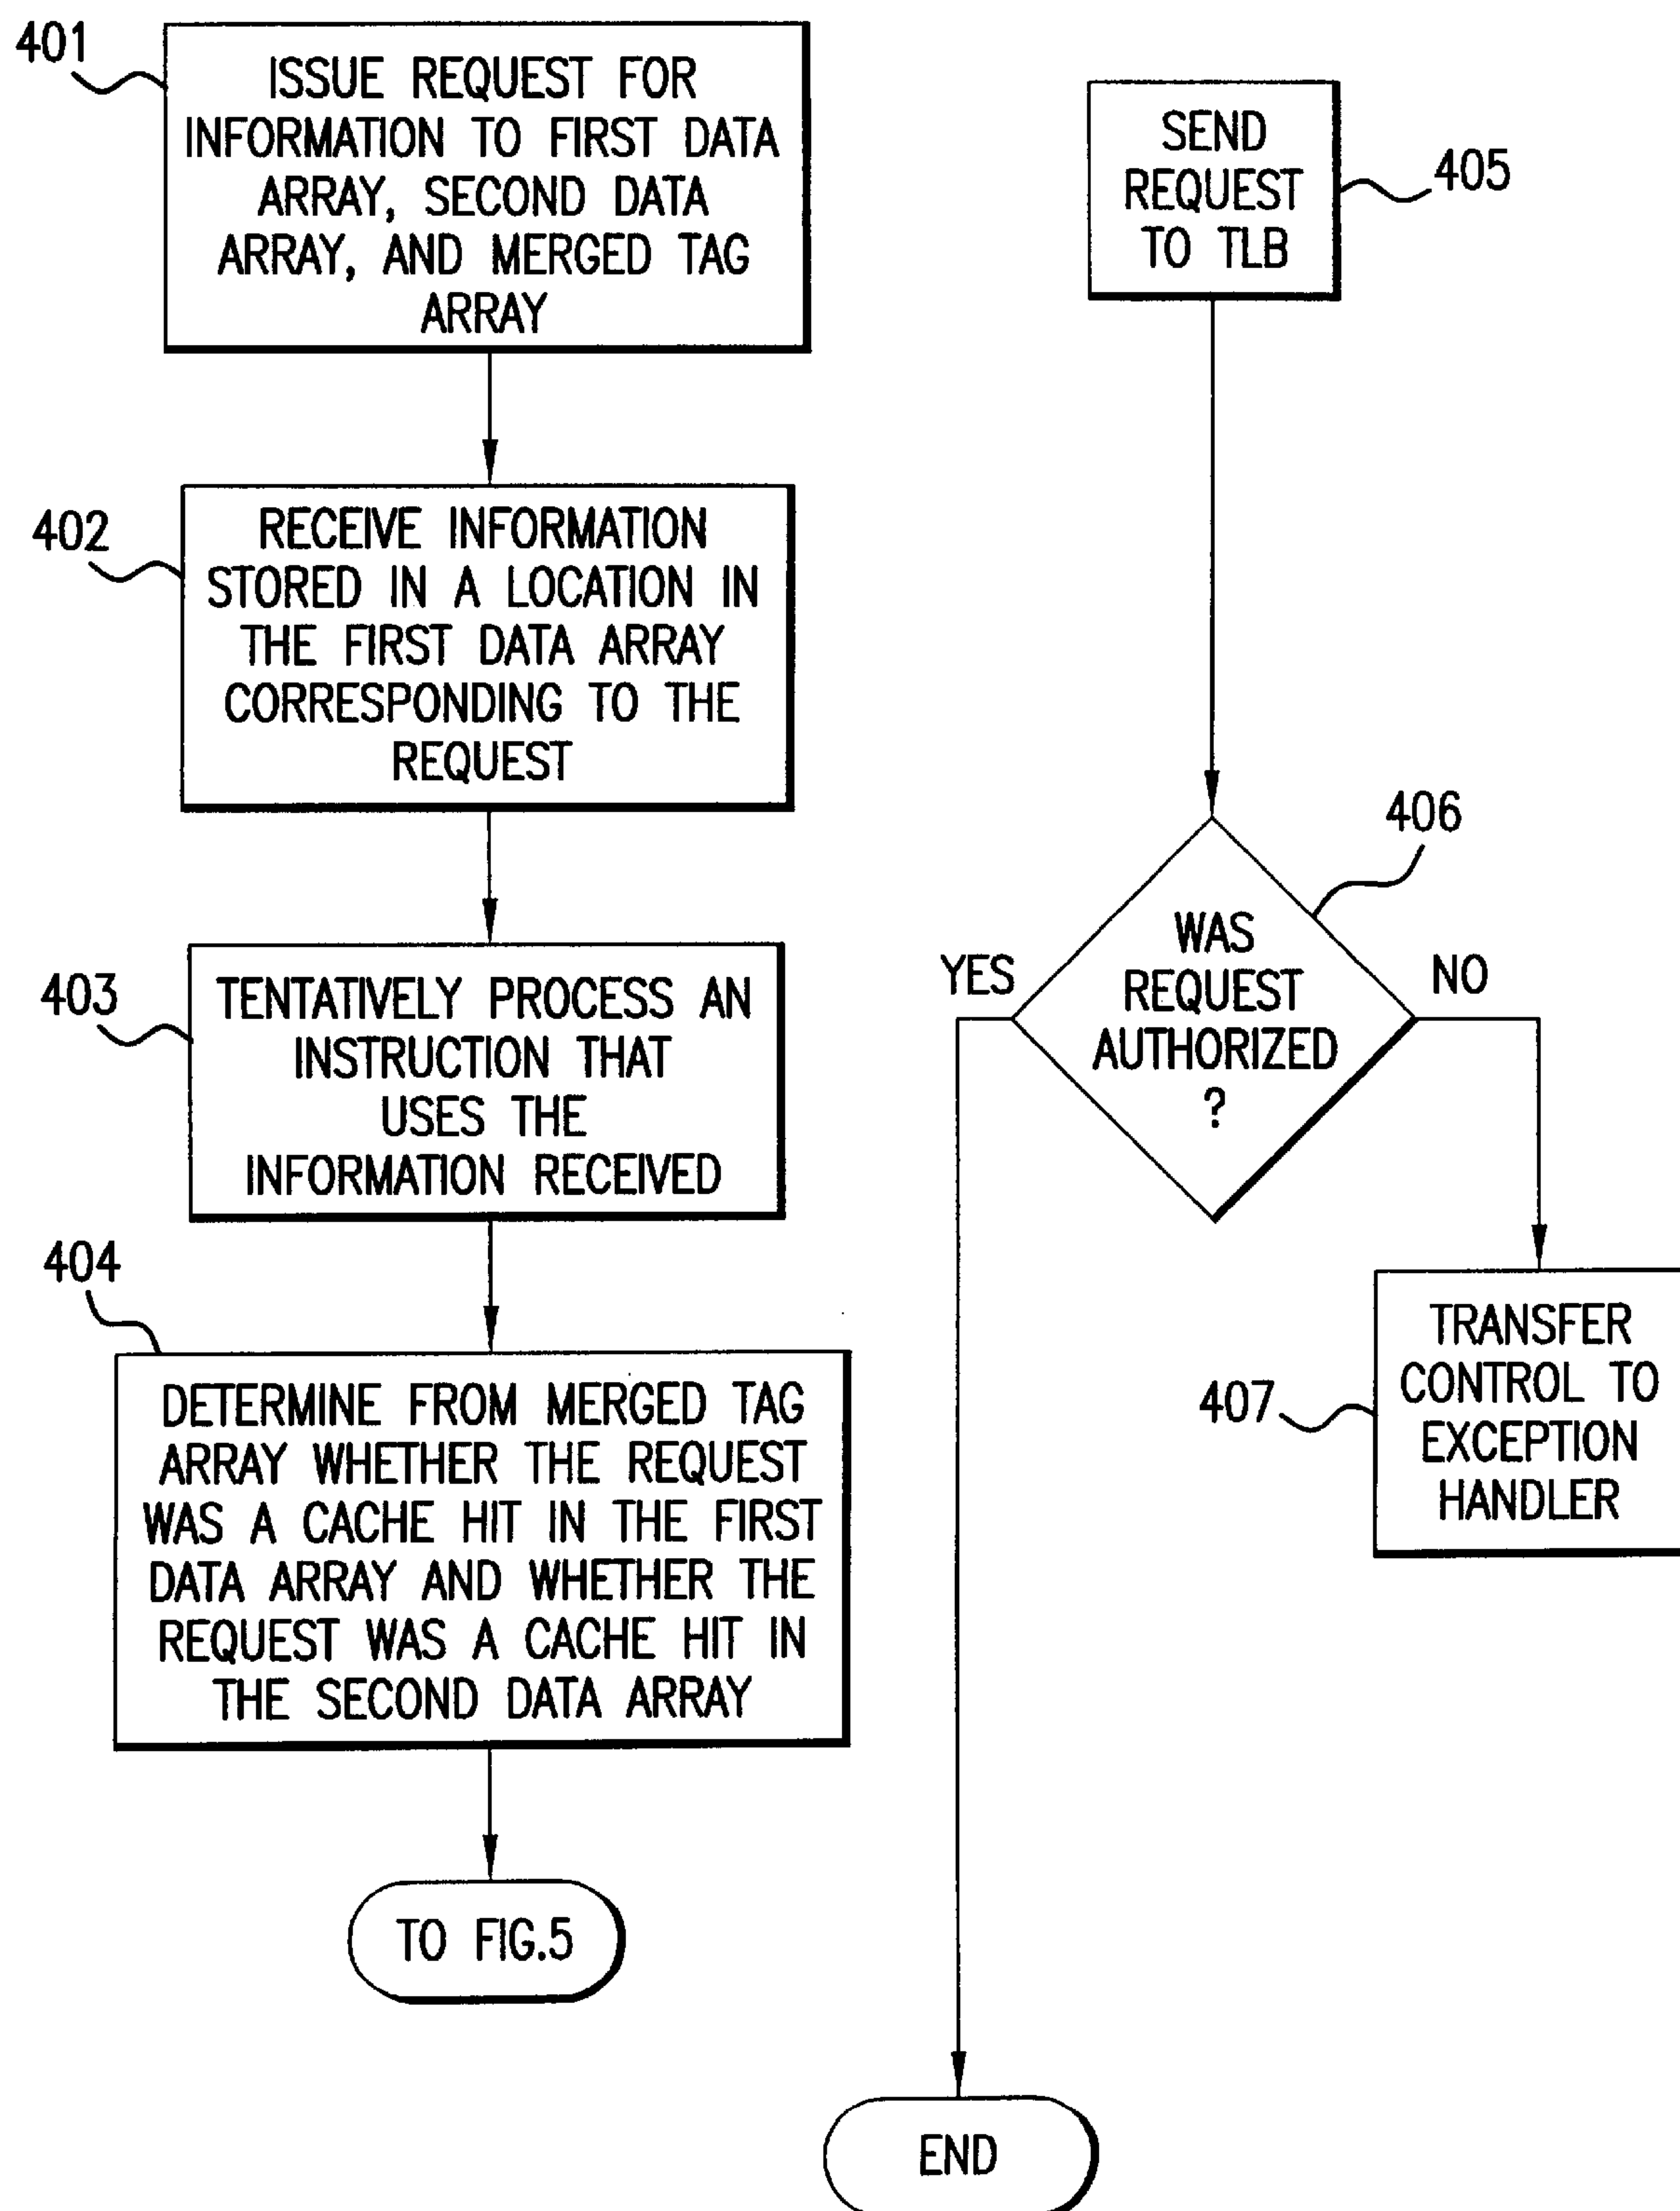 401
ISSUE REQUEST FOR
INFORMATION TO FIRST DATA
ARRAY, SECOND DATA
ARRAY, AND MERGED TAG
ARRAY
402
RECEIVE INFORMATION
STORED IN A LOCATION IN
THE FIRST DATA ARRAY
CORRESPONDING TO THE
REQUEST
403
TENTATIVELY PROCESS AN
INSTRUCTION THAT
USES THE
INFORMATION RECEIVED
404
DETERMINE FROM MERGED TAG
ARRAY WHETHER THE REQUEST
WAS A CACHE HIT IN THE FIRST
DATA ARRAY AND WHETHER THE
REQUEST WAS A CACHE HIT IN
THE SECOND DATA ARRAY
TO FIG.5
SEND
REQUEST
TO TLB
405
406
WAS
REQUEST
AUTHORIZED
?
YES
NO
407
TRANSFER
CONTROL TO
EXCEPTION
HANDLER
END